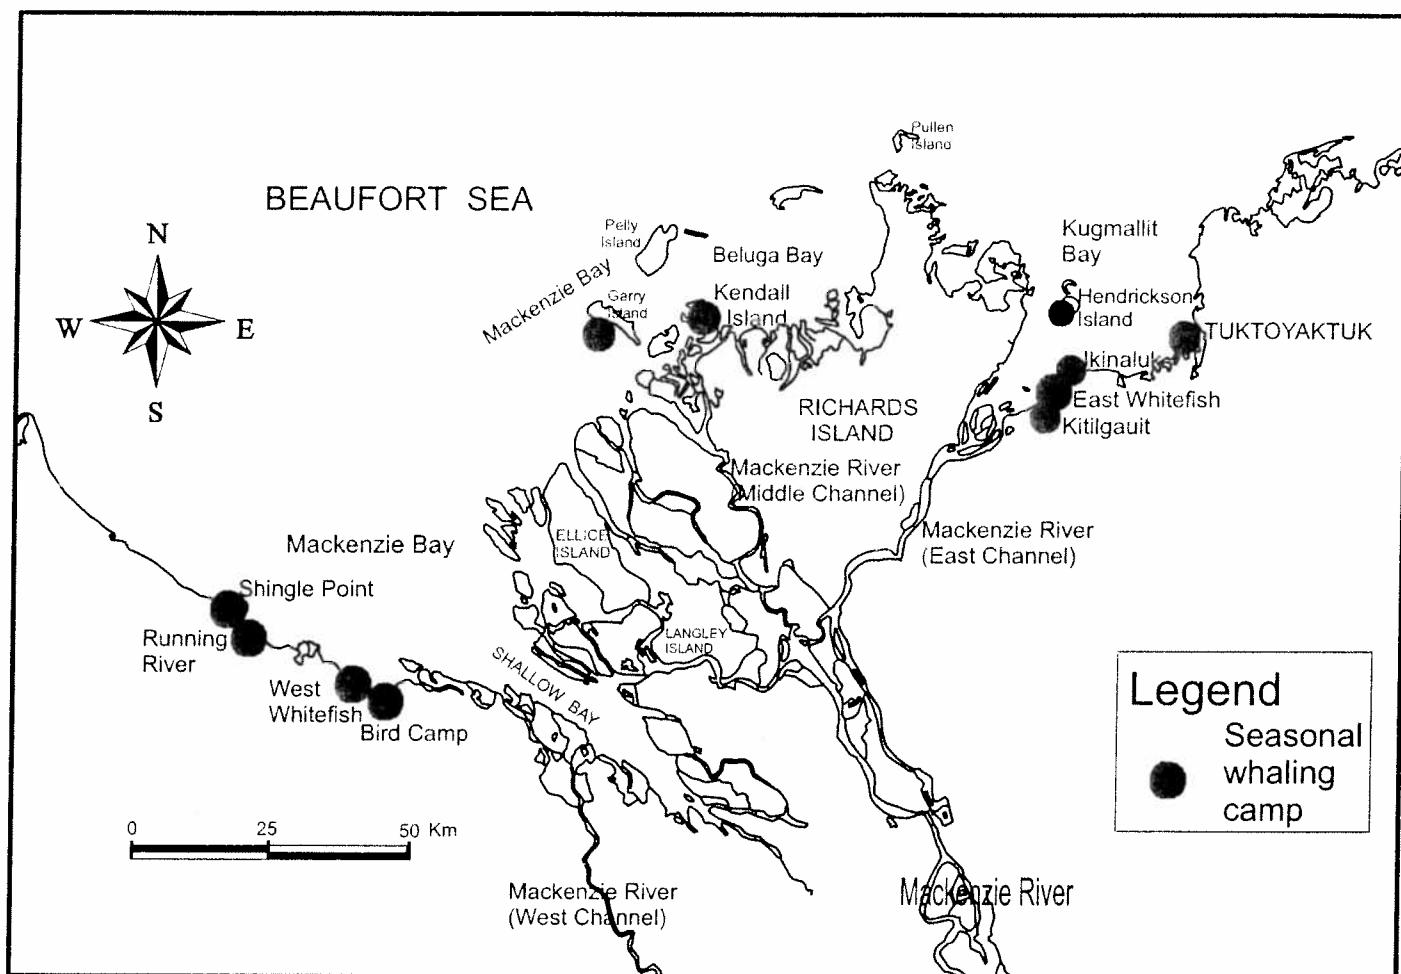 Pullen
Island
BEAUFORT SEA
N
W
E
S
Pelly
Island
Beluga Bay
Mackenzie Bay
Garry
Island
Kendall
Island
Kugmallit
Bay
Hendrickson
Island
TUKTOYAKTUK
Ikinaluk
East Whitefish
Kitilgauit
RICHARDS
ISLAND
Mackenzie River
(Middle Channel)
Mackenzie River
(East Channel)
ELLICE
ISLAND
Mackenzie Bay
Shingle Point
Running
River
LANGLEY
ISLAND
SHALLOW BAY
West
Whitefish
Bird Camp
Legend
Seasonal
whaling
camp
0 25 50 Km
Mackenzie River
(West Channel)
Mackenzie River